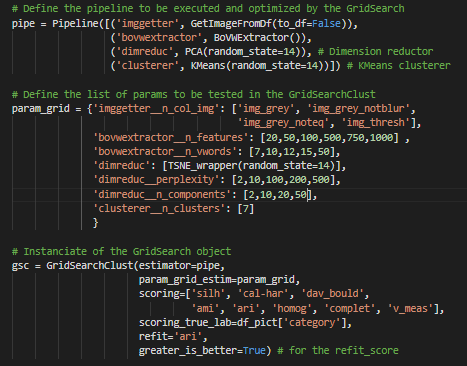 # Define the pipeline to be executed and optimized by the GridSearch
pipe = Pipeline([('imggetter', GetImageFromDf(to_df=False)),
('bovwextractor', BoVWExtractor()),
('dimreduc', PCA(random_state=14)), # Dimension reductor
('clusterer', KMeans(random_state=14))]) # KMeans clusterer
# Define the list of params to be tested in the GridSearchClust
param_grid = {'imggetter__n_col_img': ['img_grey', 'img_grey_notblur',
'img_grey_noteq', 'img_thresh'],
'bovwextractor__n_features': [20,50,100,500,750,1000] ,
'bovwextractor__n_vwords': [7,10,12,15,50],
'dimreduc': [TSNE_wrapper(random_state=14)],
'dimreduc__perplexity': [2,10,100,200,500],
'dimreduc__n_components': [2,10,20,50],
'clusterer__n_clusters': [7]
}
# Instanciate of the GridSearch object
gsc = GridSearchClust(estimator=pipe,
param_grid_estim=param_grid,
scoring=['silh', 'cal-har', 'dav_bould',
'ami', 'ari', 'homog', 'complet', 'v_meas'],
scoring_true_lab=df_pict['category'],
refit='ari',
greater_is_better=True) # for the refit_score